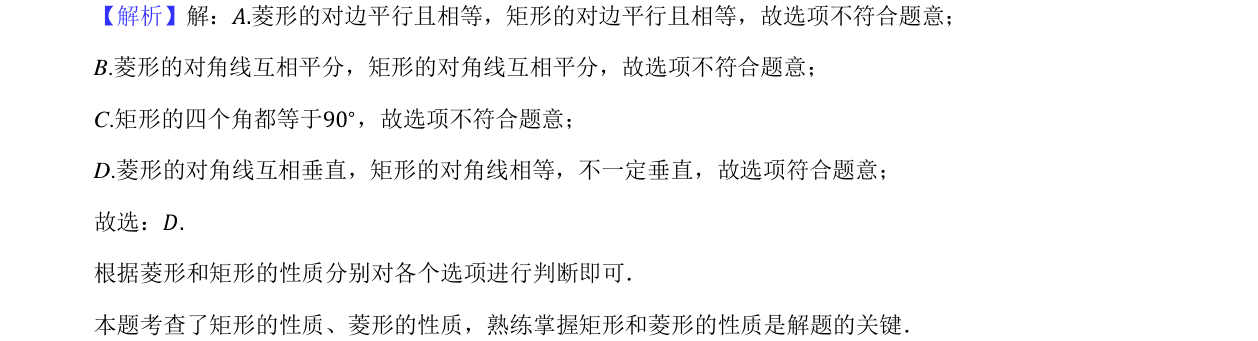 【解析】解：A.菱形的对边平行且相等，矩形的对边平行且相等，故选项不符合题意；
B.菱形的对角线互相平分，矩形的对角线互相平分，故选项不符合题意；
C.矩形的四个角都等于90°，故选项不符合题意；
D.菱形的对角线互相垂直，矩形的对角线相等，不一定垂直，故选项符合题意；
故选：D．
根据菱形和矩形的性质分别对各个选项进行判断即可．
本题考查了矩形的性质、菱形的性质，熟练掌握矩形和菱形的性质是解题的关键．